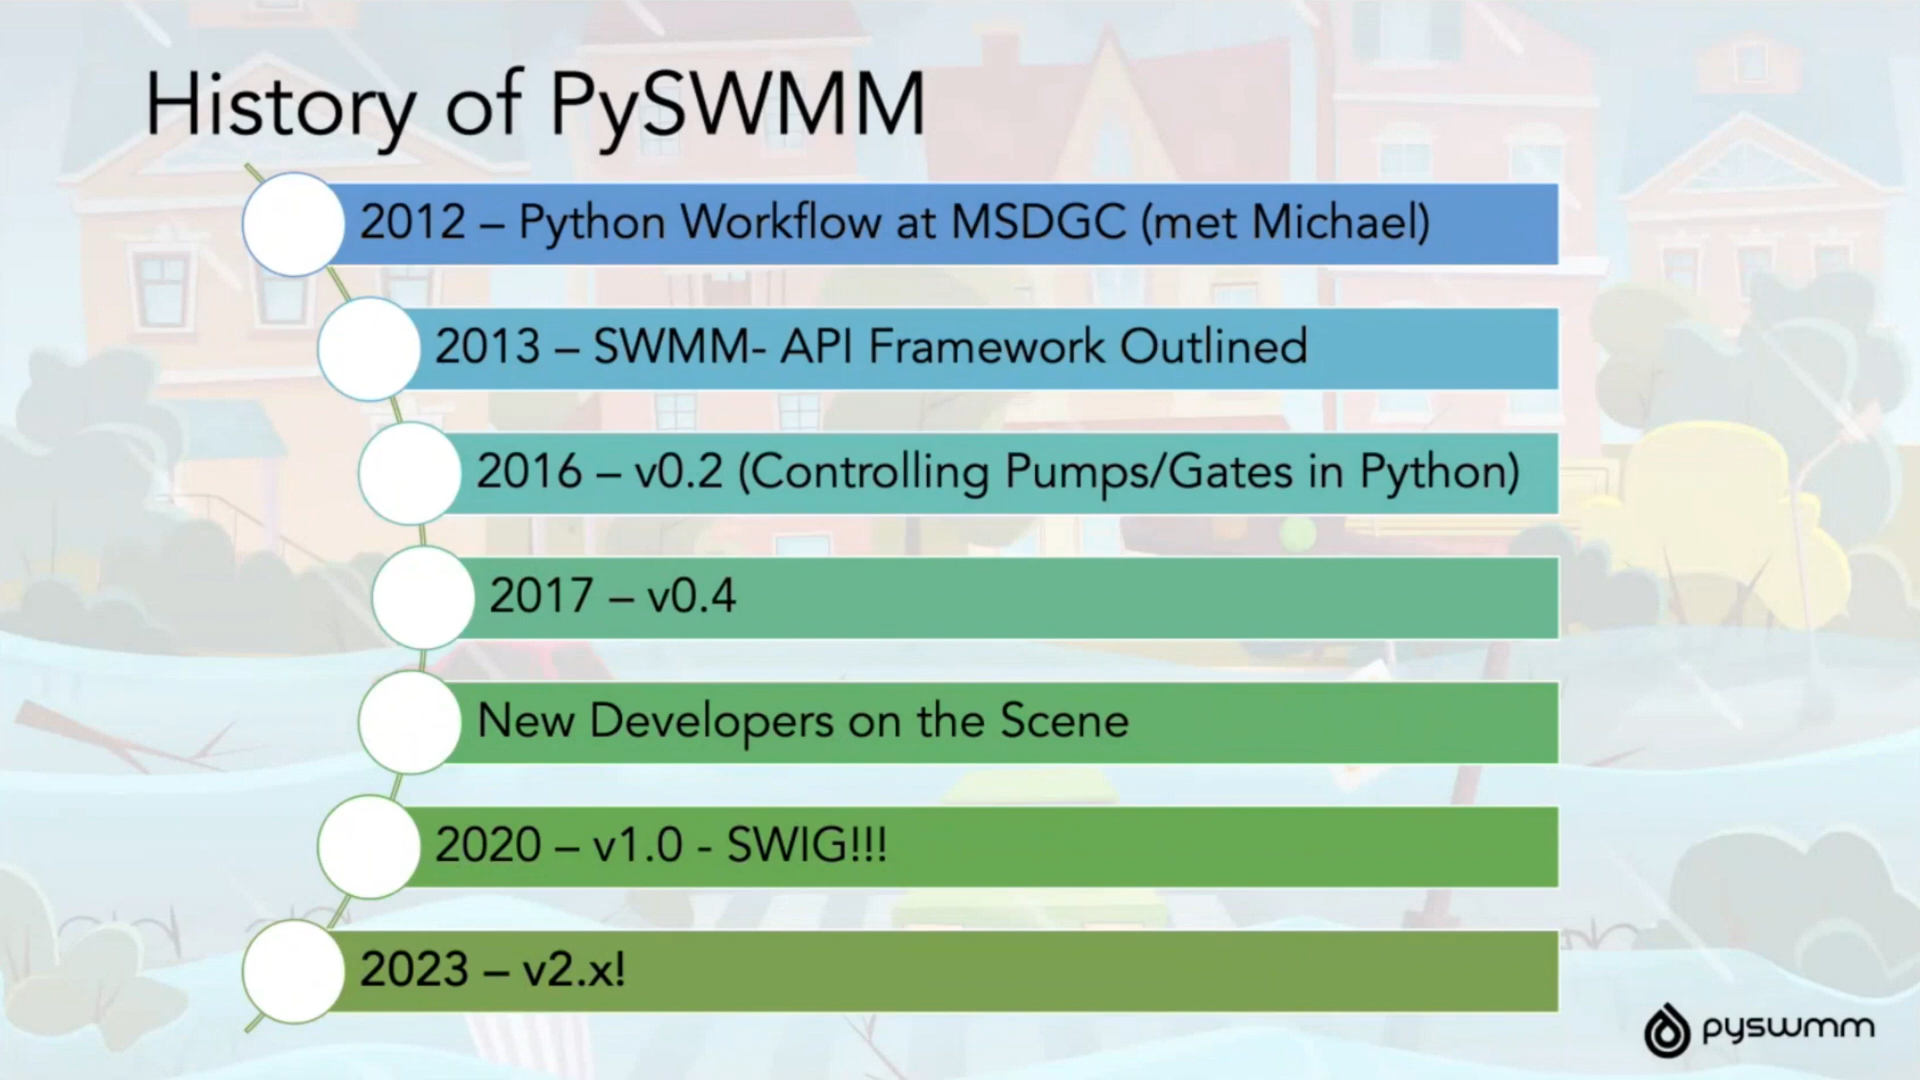 History of PySWMM
2012 – Python Workflow at MSDGC (met Michael)
2013 – SWMM- API Framework Outlined
2016 – v0.2 (Controlling Pumps/Gates in Python)
2017 – v0.4
New Developers on the Scene
2020 – v1.0 - SWIG!!!
2023 – v2.x!
pyswmm